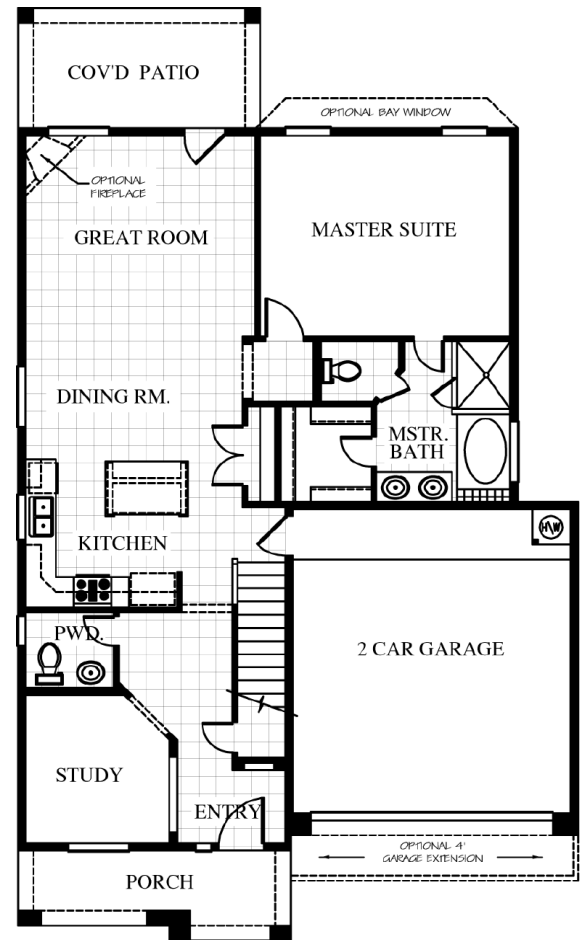 COV'D PATIO
OPTIONAL BAY WINDOW
OPTIONAL
FIREPLACE
GREAT ROOM
MASTER SUITE
DINING RM.
MSTR.
BATH
KITCHEN
H/W
PWD.
2 CAR GARAGE
STUDY
ENTRY
OPTIONAL 4'
GARAGE EXTENSION
PORCH